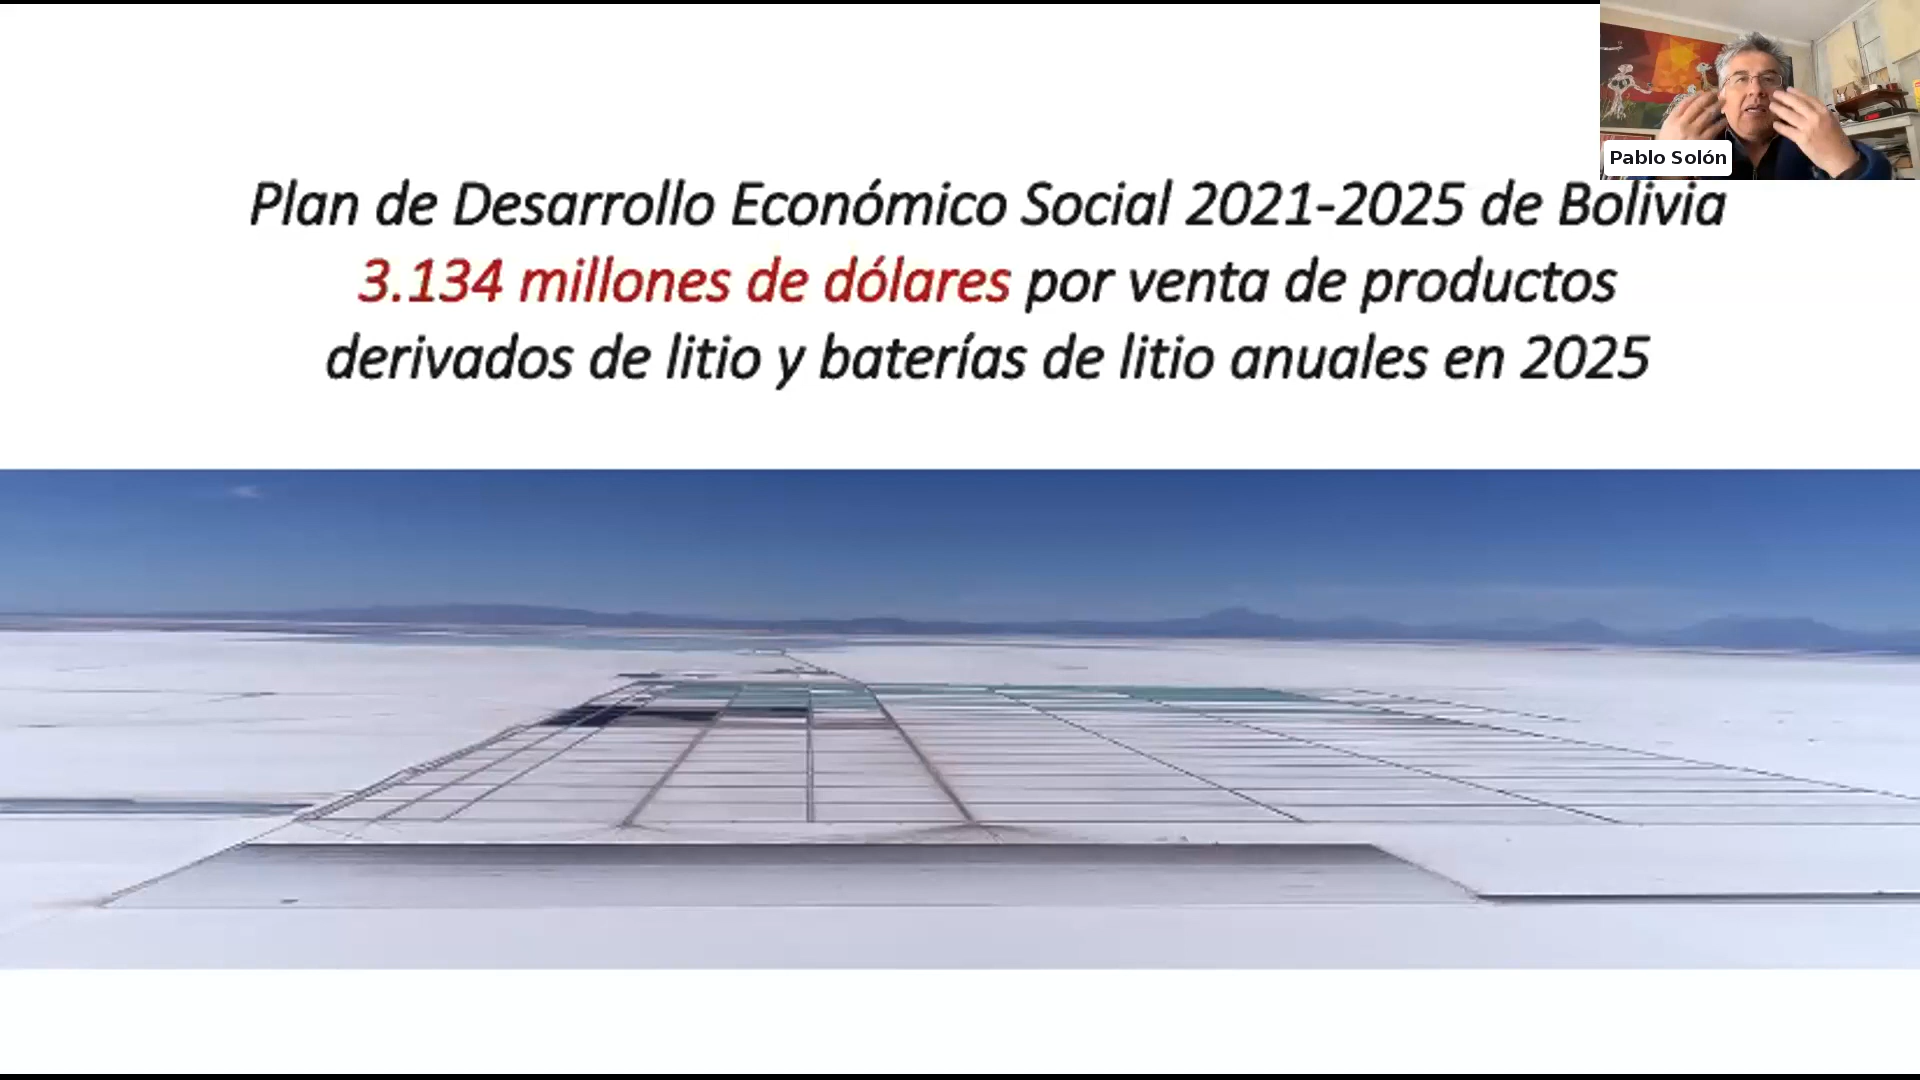 Pablo Solón
Plan de Desarrollo Económico Social 2021-2025 de Bolivia
3.134 millones de dólares por venta de productos
derivados de litio y baterías de litio anuales en 2025